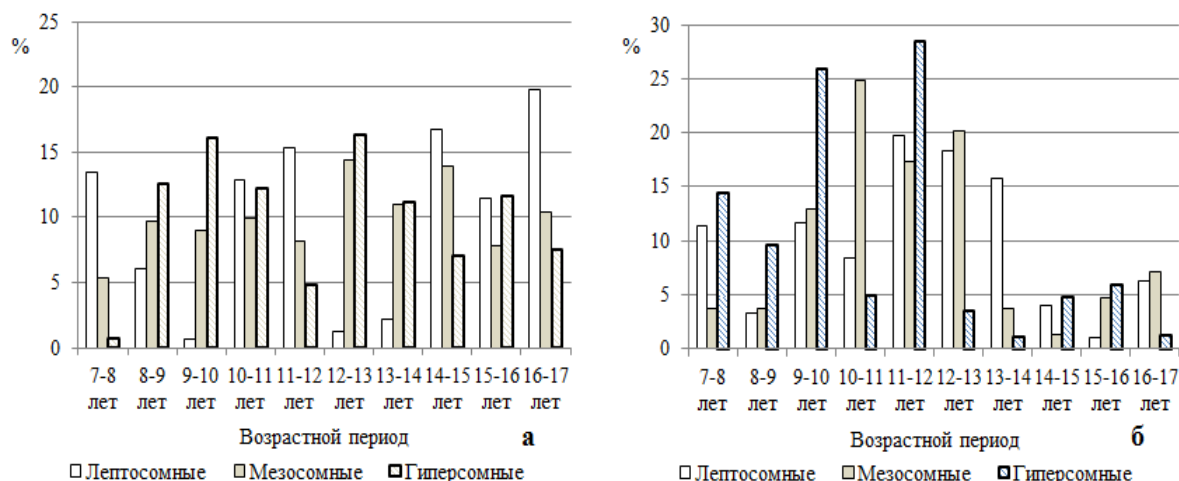 %
25
20
15
10
5
0
7-8 8-9 9-10 10-11 11-12 12-13 13-14 14-15 15-16 16-17
лет лет лет лет лет лет лет лет лет лет
Возрастной период
а
Лептосомные Мезосомные Гиперсомные
%
30
25
20
15
10
5
0
7-8 8-9 9-10 10-11 11-12 12-13 13-14 14-15 15-16 16-17
лет лет лет лет лет лет лет лет лет лет
Возрастной период
б
Лептосомные Мезосомные Гиперсомные